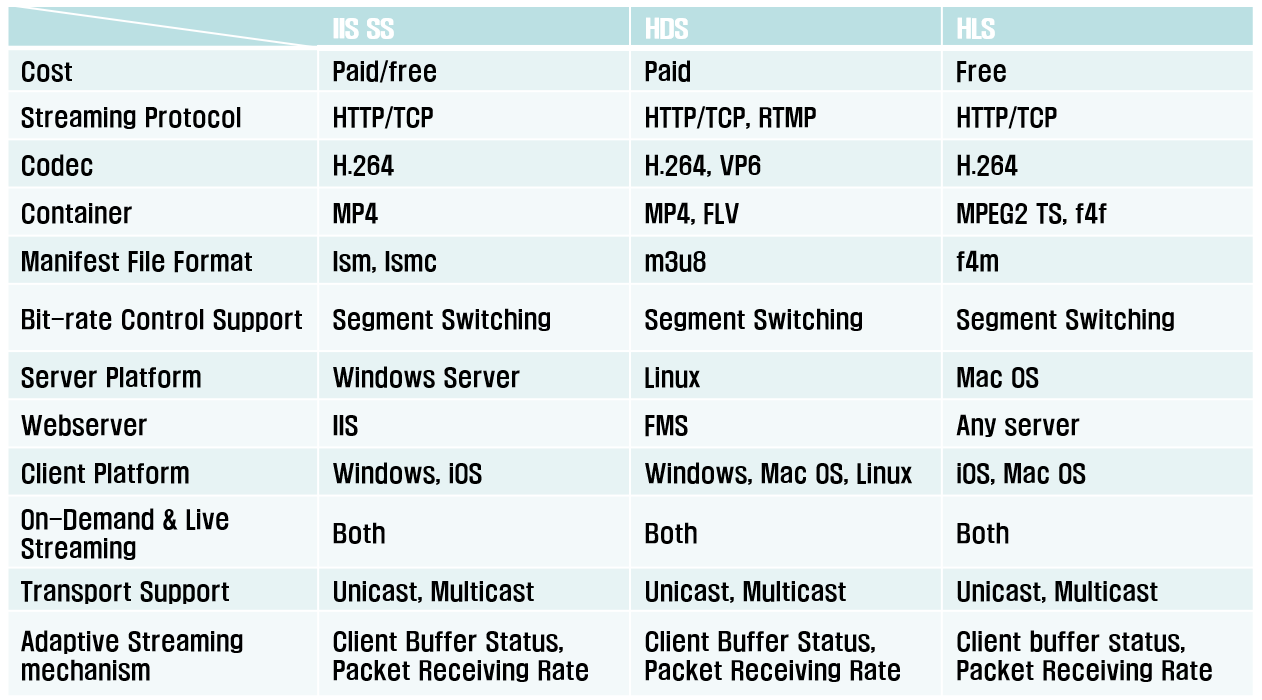 IIS SS HDS HLS
Cost Paid/free Paid Free
Streaming Protocol HTTP/TCP HTTP/TCP, RTMP HTTP/TCP
Codec H.264 H.264, VP6 H.264
Container MP4 MP4, FLV MPEG2 TS, f4f
Manifest File Format Ism, Ismc m3u8 f4m
Bit-rate Control Support Segment Switching Segment Switching Segment Switching
Server Platform Windows Server Linux Mac OS
Webserver IIS FMS Any server
Client Platform Windows, iOS Windows, Mac OS, Linux iOS, Mac OS
On-Demand & Live
Streaming Both Both Both
Transport Support Unicast, Multicast Unicast, Multicast Unicast, Multicast
Adaptive Streaming Client Buffer Status, Client Buffer Status, Client buffer status,
mechanism Packet Receiving Rate Packet Receiving Rate Packet Receiving Rate